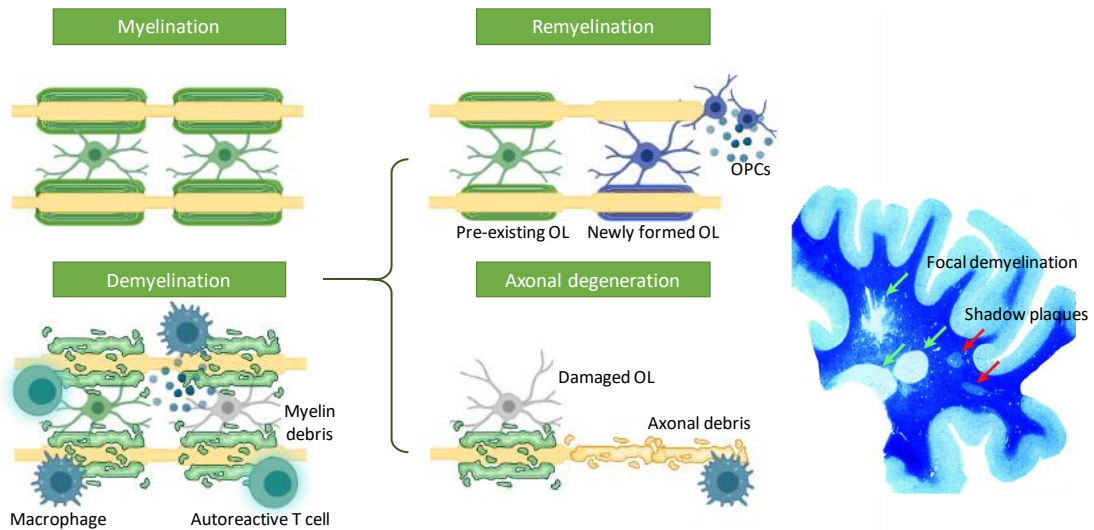 Myelination
Remyelination
OPCs
Pre-existing OL
Newly formed OL
Demyelination
Axonal degeneration
Focal demyelination
Shadow plaques
Damaged OL
Myelin
debris
Axonal debris
Macrophage
Autoreactive T cell